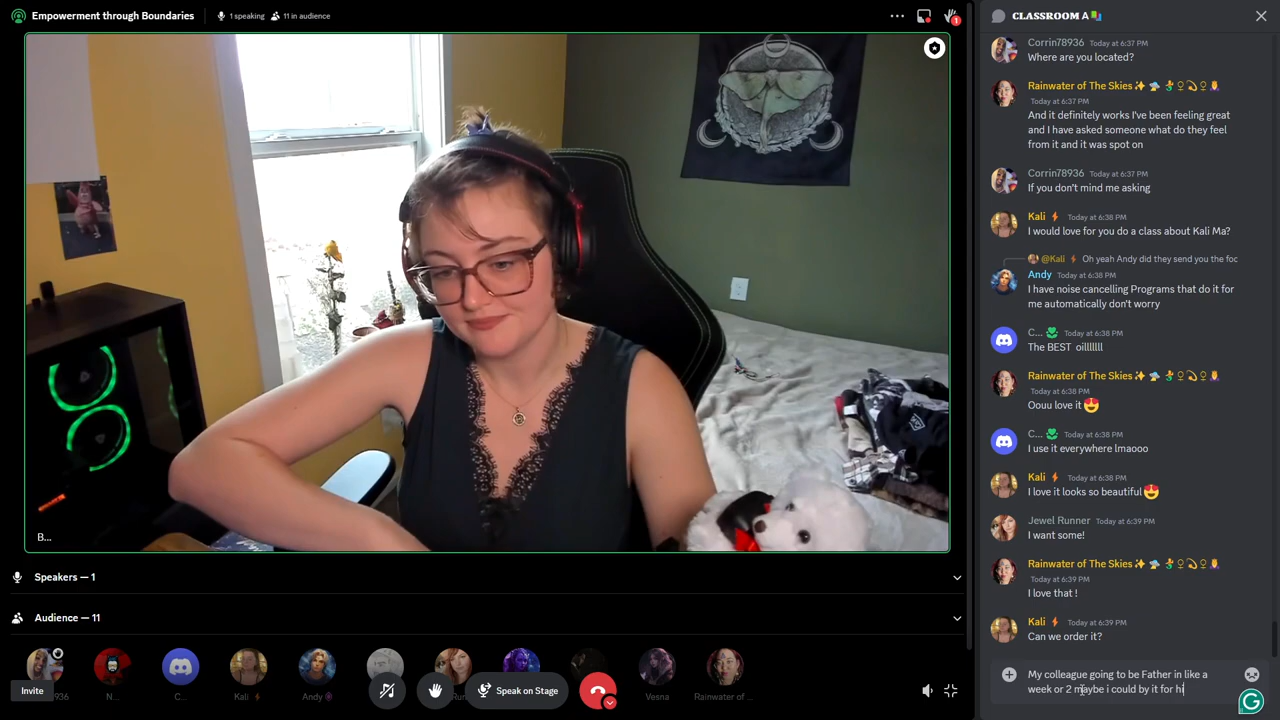 Empowerment through Boundaries
1 speaking
11 in audience
1
CLASSROOM A
Corrin78936 Today at 6:37 PM
Where are you located?
Rainwater of The Skies
Today at 6:37 PM
And it definitely works I've been feeling great
and I have asked someone what do they feel
from it and it was spot on
Corrin78936 Today at 6:37 PM
If you don't mind me asking
Kali Today at 6:38 PM
I would love for you do a class about Kali Ma?
@Kali Oh yeah Andy did they send you the foc
Andy Today at 6:38 PM
I have noise cancelling Programs that do it for
me automatically don't worry
C... Today at 6:38 PM
The BEST oilllllll
Rainwater of The Skies
Today at 6:38 PM
Oouu love it 😍
C... Today at 6:38 PM
I use it everywhere lmaooo
Kali Today at 6:38 PM
I love it looks so beautiful 😍
Jewel Runner Today at 6:39 PM
I want some!
Rainwater of The Skies
Today at 6:39 PM
I love that !
Kali Today at 6:39 PM
Can we order it?
My colleague going to be Father in like a
week or 2 maybe i could by it for hi
B...
Speakers — 1
Audience — 11
Invite
936
N...
C...
Kali
Andy
Run
Vesna
Rainwater of ...
Speak on Stage